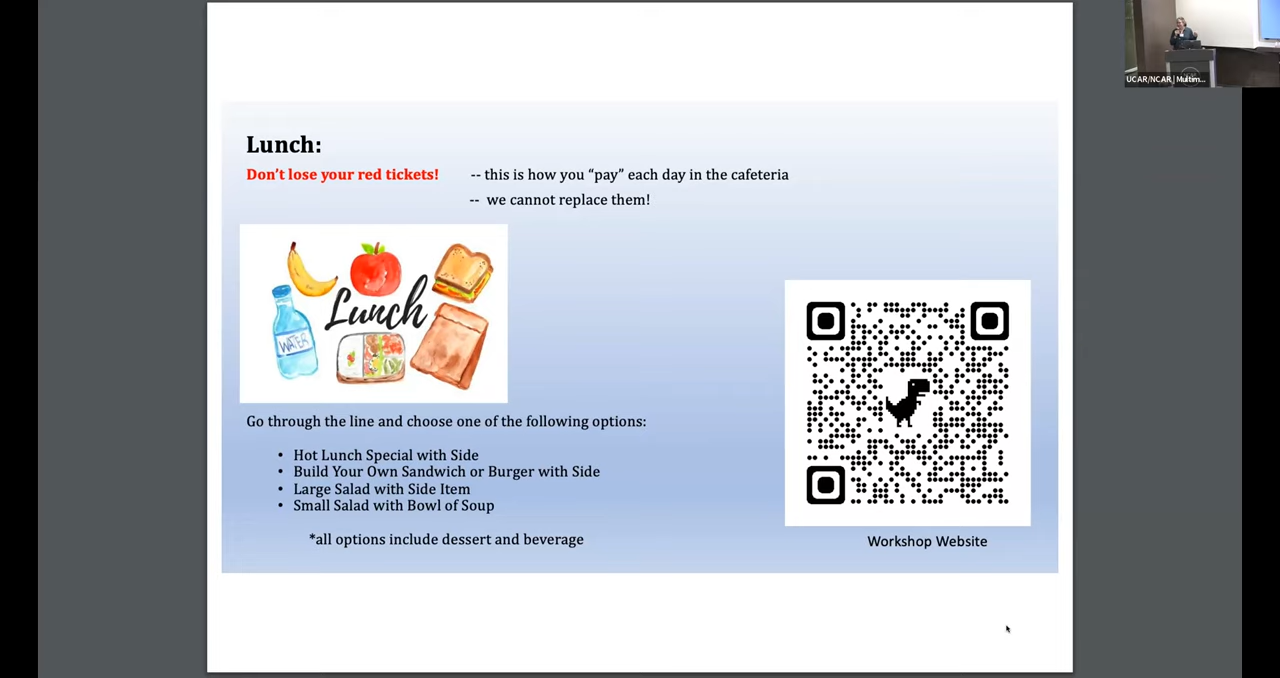 UCAR/NCAR | Multim...
Lunch:
Don't lose your red tickets! -- this is how you “pay” each day in the cafeteria
-- we cannot replace them!
Lunch
WATER
Go through the line and choose one of the following options:
• Hot Lunch Special with Side
• Build Your Own Sandwich or Burger with Side
• Large Salad with Side Item
• Small Salad with Bowl of Soup
*all options include dessert and beverage
Workshop Website